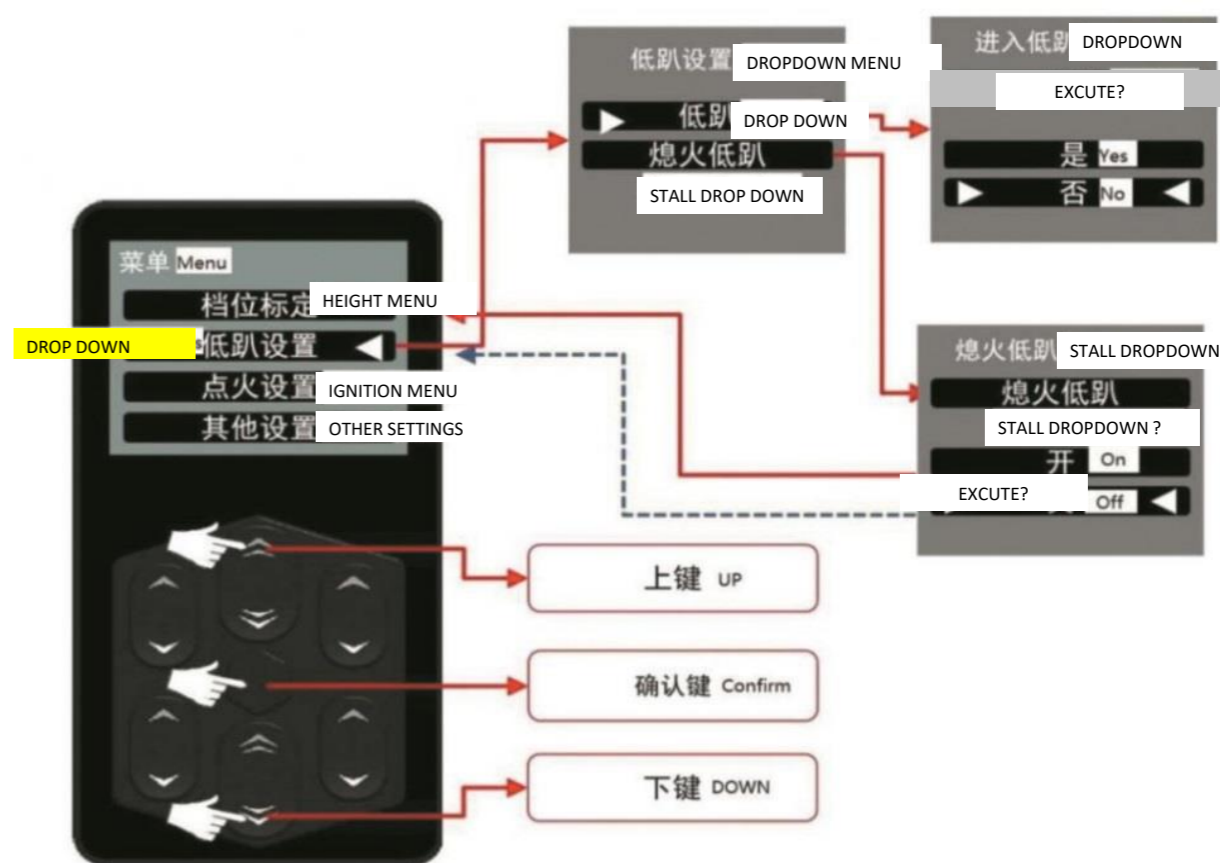 低趴设置 DROPDOWN MENU
低趴 DROP DOWN
熄火低趴
STALL DROP DOWN
进入低趴 DROPDOWN
EXCUTE?
是 Yes
否 No
菜单 Menu
档位标定 HEIGHT MENU
DROP DOWN 低趴设置
点火设置 IGNITION MENU
其他设置 OTHER SETTINGS
熄火低趴 STALL DROPDOWN
熄火低趴
STALL DROPDOWN ?
开 On
EXCUTE? Off
上键 UP
确认键 Confirm
下键 DOWN